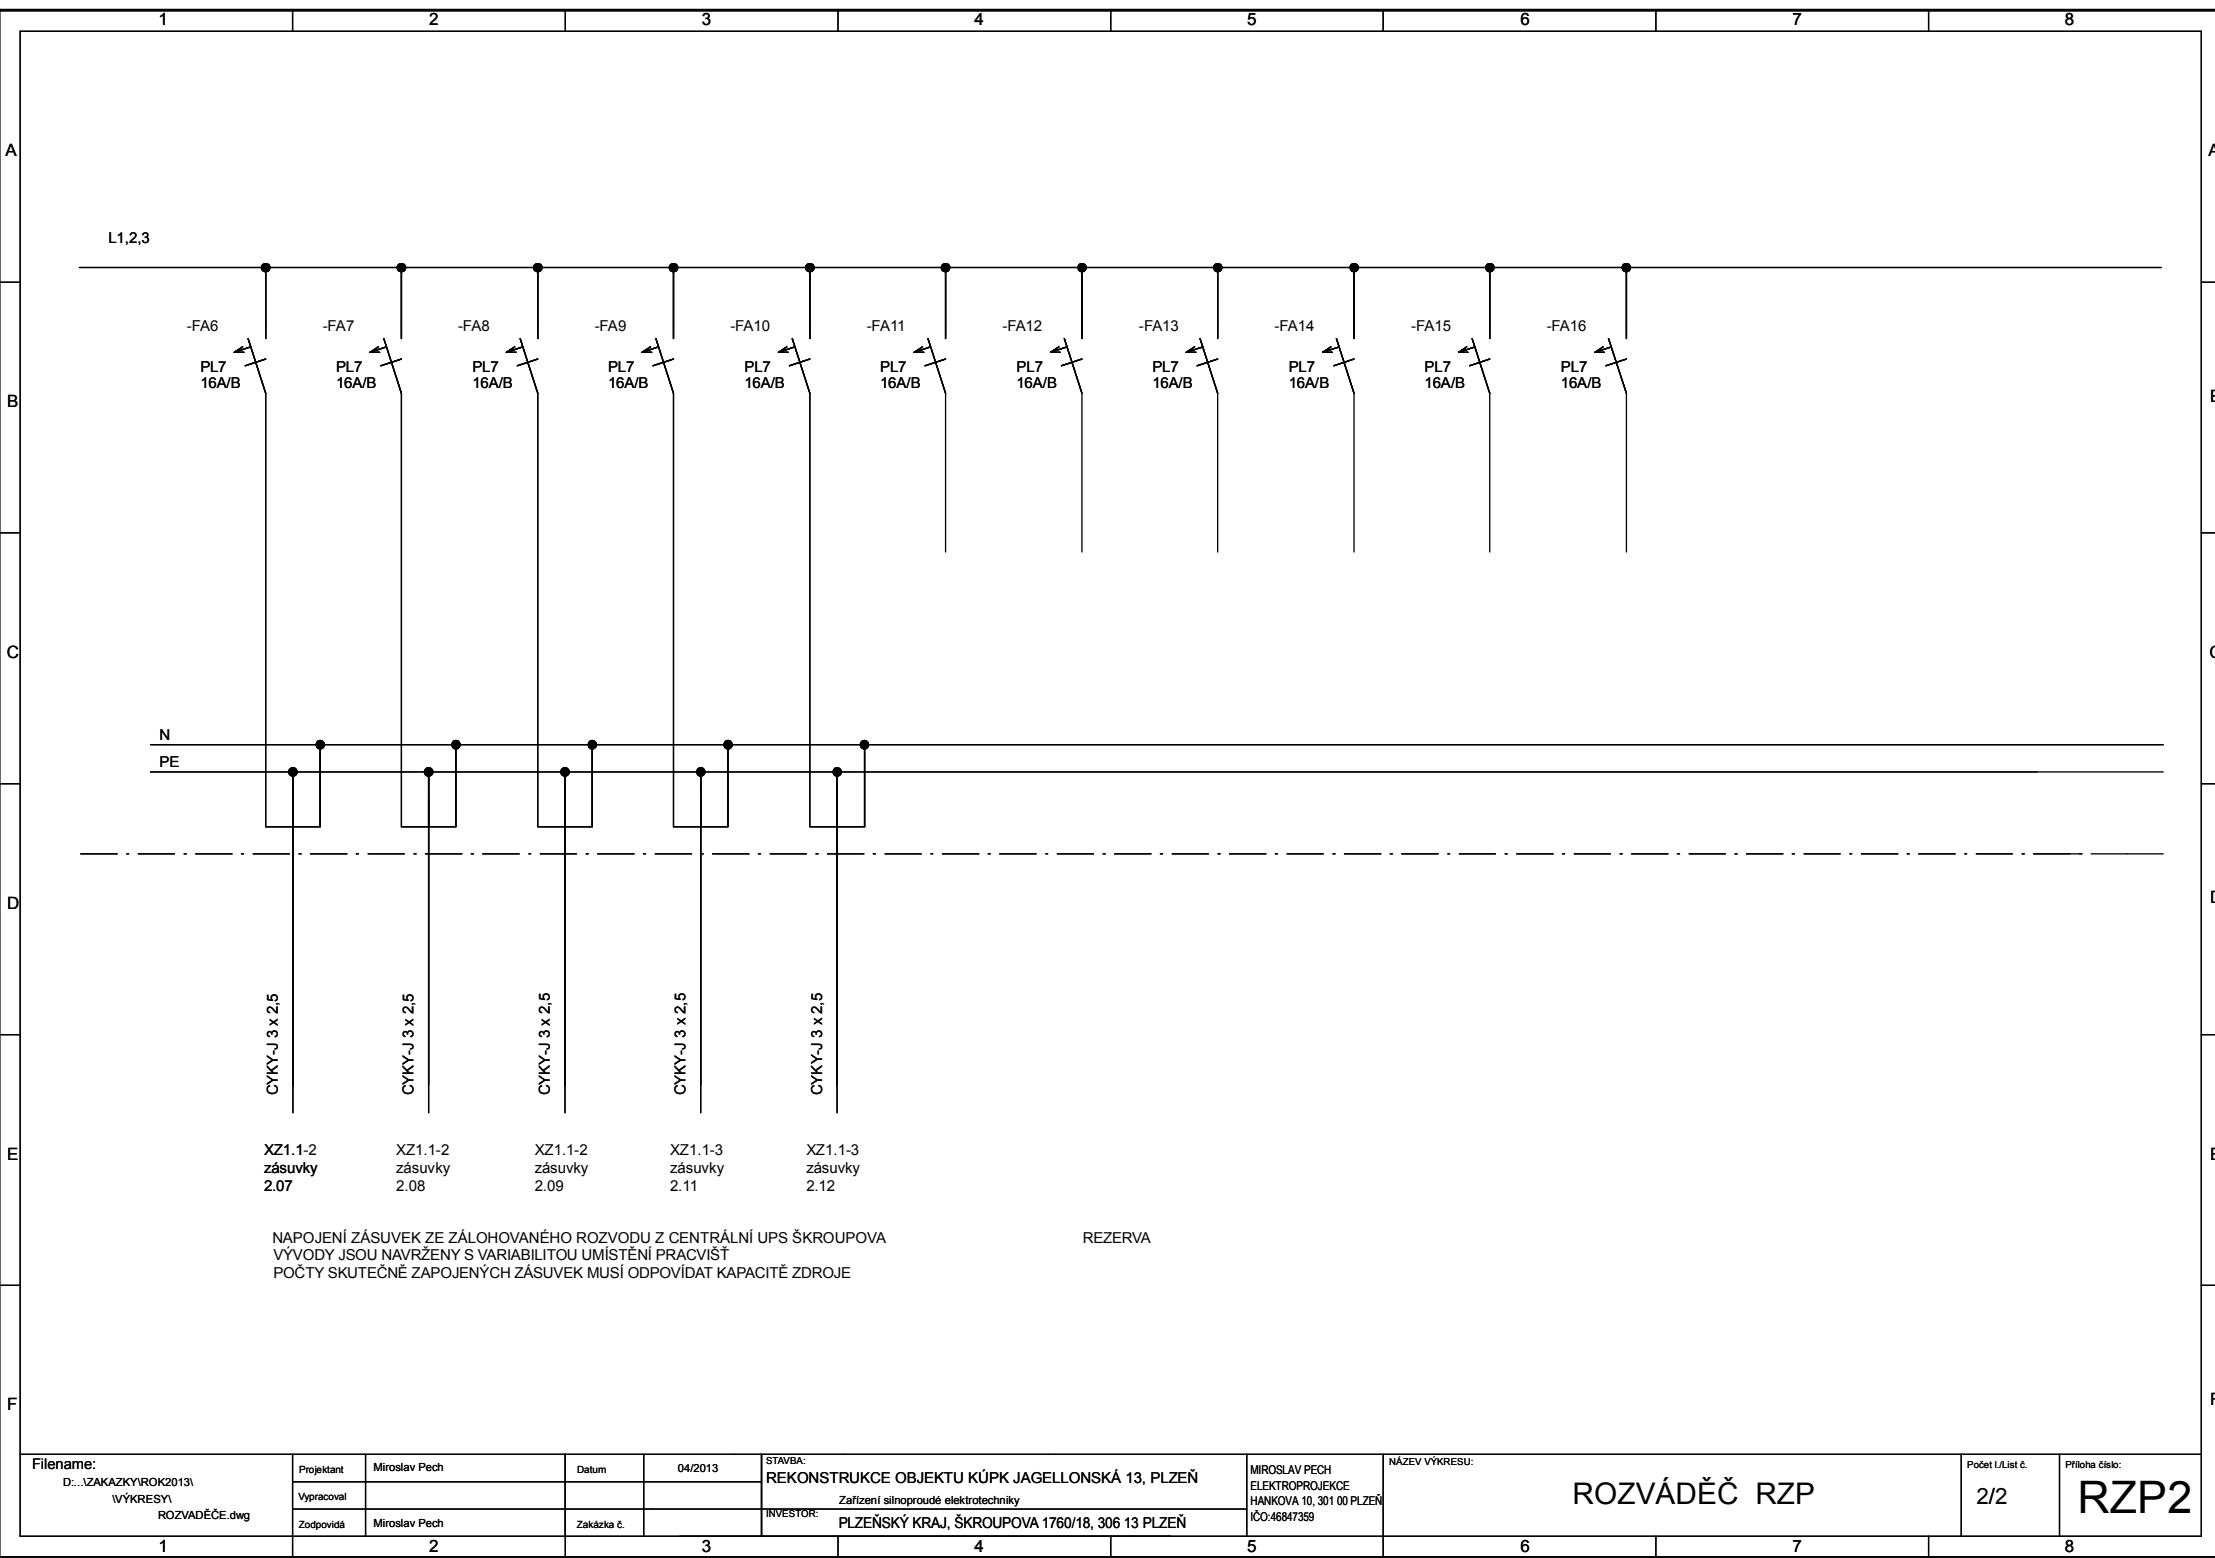 1 2 3 4 5 6 7 8
A
L1,2,3
-FA6 -FA7 -FA8 -FA9 -FA10 -FA11 -FA12 -FA13 -FA14 -FA15 -FA16
PL7 PL7 PL7 PL7 PL7 PL7 PL7 PL7 PL7 PL7 PL7
16A/B 16A/B 16A/B 16A/B 16A/B 16A/B 16A/B 16A/B 16A/B 16A/B 16A/B
B
C
N
PE
D
CYKY-J 3 x 2,5 CYKY-J 3 x 2,5 CYKY-J 3 x 2,5 CYKY-J 3 x 2,5 CYKY-J 3 x 2,5
E
XZ1.1-2 XZ1.1-2 XZ1.1-2 XZ1.1-3 XZ1.1-3
zásuvky zásuvky zásuvky zásuvky zásuvky
2.07 2.08 2.09 2.11 2.12
NAPOJENÍ ZÁSUVEK ZE ZÁLOHOVANÉHO ROZVODU Z CENTRÁLNÍ UPS ŠKROUPOVA REZERVA
VÝVODY JSOU NAVRŽENY S VARIABILITOU UMÍSTĚNÍ PRACVIŠŤ
POČTY SKUTEČNĚ ZAPOJENÝCH ZÁSUVEK MUSÍ ODPOVÍDAT KAPACITĚ ZDROJE
F
Filename:
D:...\ZAKAZKY\ROK2013\
\VÝKRESY\
ROZVADĚČE.dwg
Projektant Miroslav Pech Datum 04/2013
Vypracoval
Zodpovídá Miroslav Pech Zakázka č.
STAVBA:
REKONSTRUKCE OBJEKTU KÚPK JAGELLONSKÁ 13, PLZEŇ
Zařízení silnoproudé elektrotechniky
INVESTOR:
PLZEŇSKÝ KRAJ, ŠKROUPOVA 1760/18, 306 13 PLZEŇ
MIROSLAV PECH
ELEKTROPROJEKCE
HANKOVA 10, 301 00 PLZEŇ
IČO:46847359
NÁZEV VÝKRESU:
ROZVÁDĚČ RZP
Počet l./List č.
2/2
Příloha číslo:
RZP2
1 2 3 4 5 6 7 8